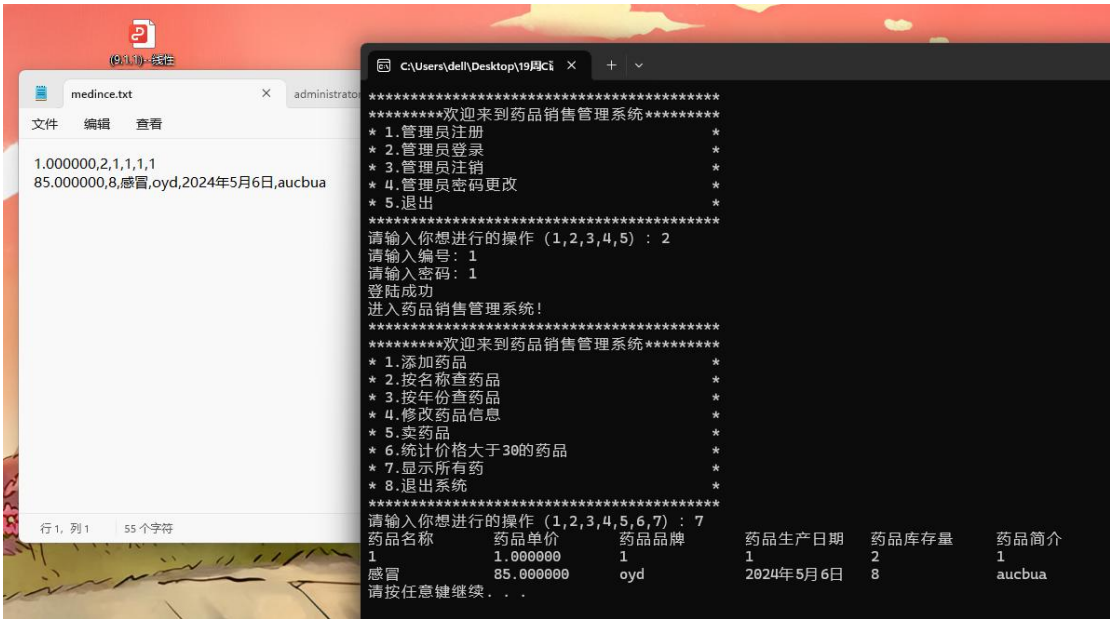 (9.1.1)--线性
medince.txt
administrator
文件 编辑 查看
1.000000,2,1,1,1,1
85.000000,8,感冒,oyd,2024年5月6日,aucbua
行 1, 列 1 55 个字符
C:\Users\dell\Desktop\19周C
******************************************
*********欢迎来到药品销售管理系统*********
* 1.管理员注册 *
* 2.管理员登录 *
* 3.管理员注销 *
* 4.管理员密码更改 *
* 5.退出 *
******************************************
请输入你想进行的操作 (1,2,3,4,5) : 2
请输入编号: 1
请输入密码: 1
登陆成功
进入药品销售管理系统!
******************************************
*********欢迎来到药品销售管理系统*********
* 1.添加药品 *
* 2.按名称查药品 *
* 3.按年份查药品 *
* 4.修改药品信息 *
* 5.卖药品 *
* 6.统计价格大于30的药品 *
* 7.显示所有药 *
* 8.退出系统 *
******************************************
请输入你想进行的操作 (1,2,3,4,5,6,7) : 7
药品名称 药品单价 药品品牌 药品生产日期 药品库存量 药品简介
1 1.000000 1 1 2 1
感冒 85.000000 oyd 2024年5月6日 8 aucbua
请按任意键继续. . .